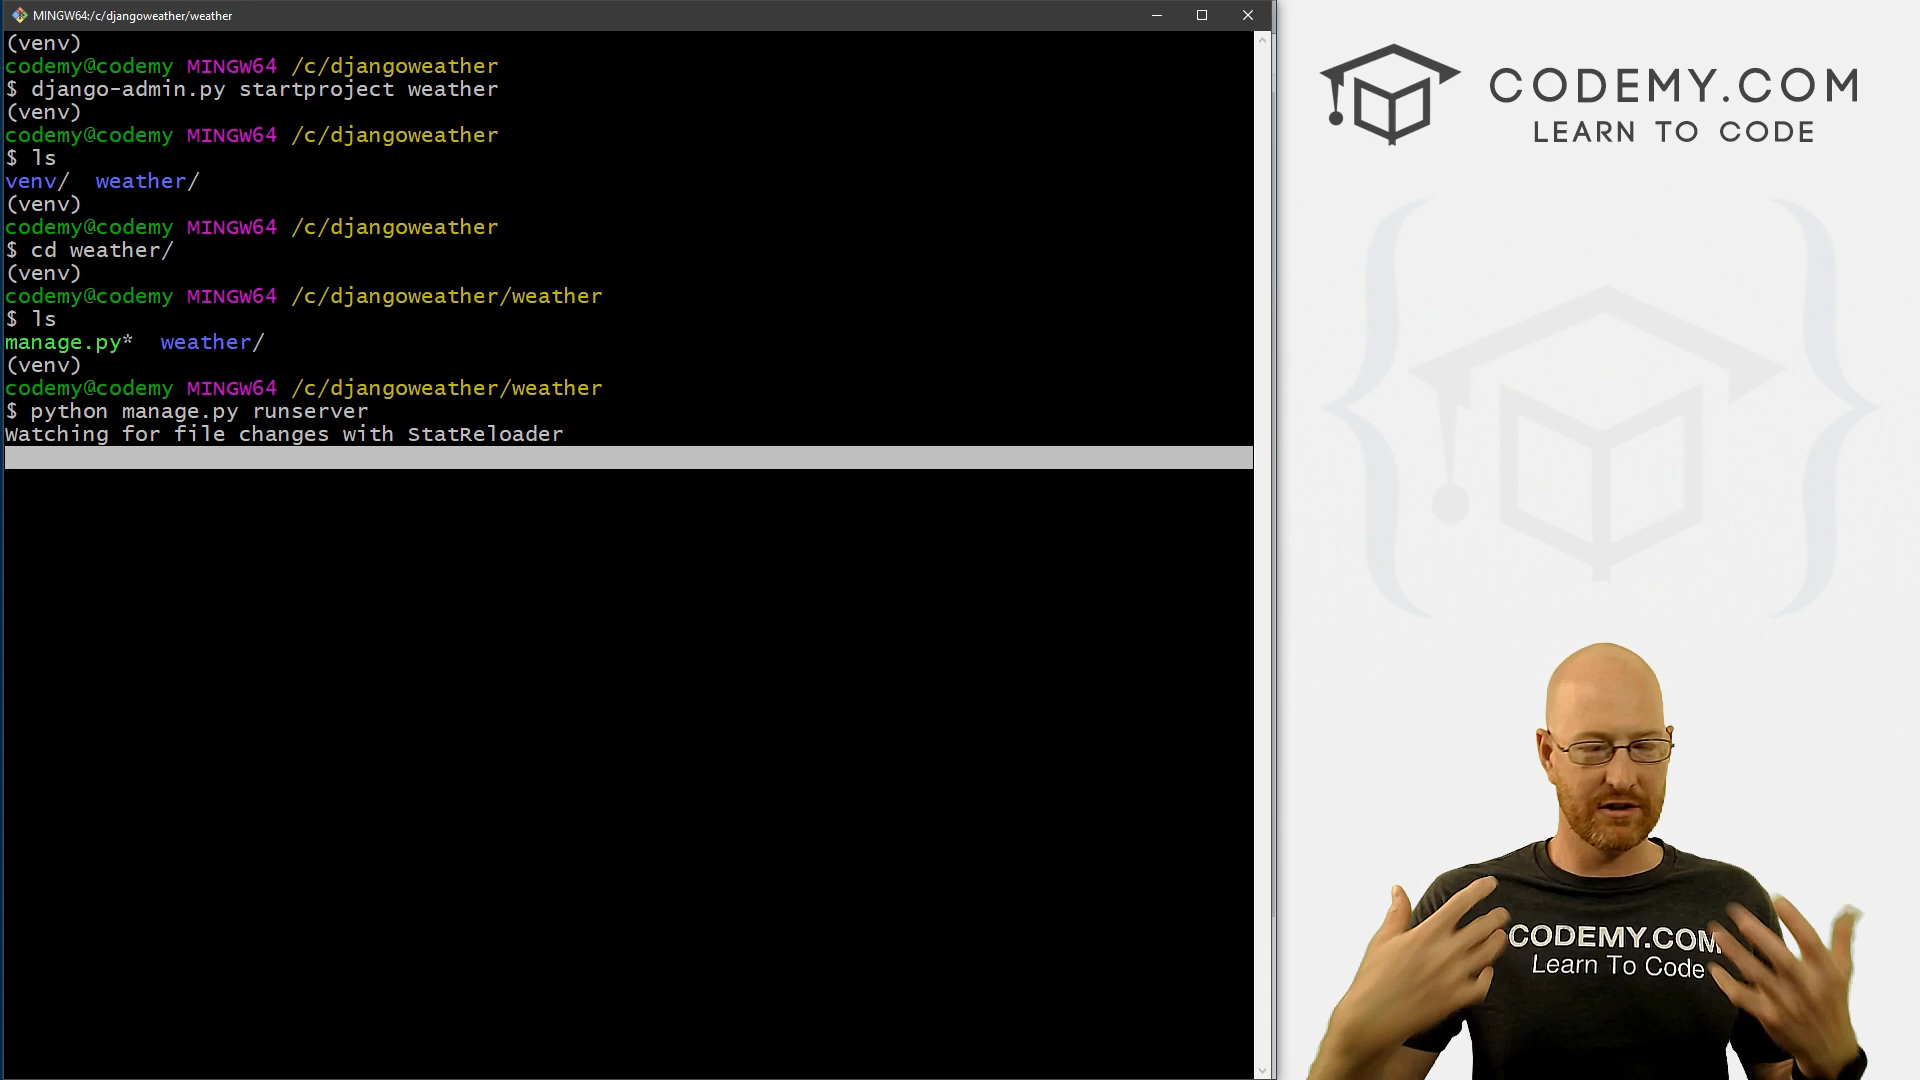 MINGW64:/c/djangoweather/weather
(venv)
codemy@codemy MINGW64 /c/djangoweather
$ django-admin.py startproject weather
(venv)
codemy@codemy MINGW64 /c/djangoweather
$ ls
venv/  weather/
(venv)
codemy@codemy MINGW64 /c/djangoweather
$ cd weather/
(venv)
codemy@codemy MINGW64 /c/djangoweather/weather
$ ls
manage.py*  weather/
(venv)
codemy@codemy MINGW64 /c/djangoweather/weather
$ python manage.py runserver
Watching for file changes with StatReloader
CODEMY.COM
LEARN TO CODE
CODEMY.COM
Learn To Code